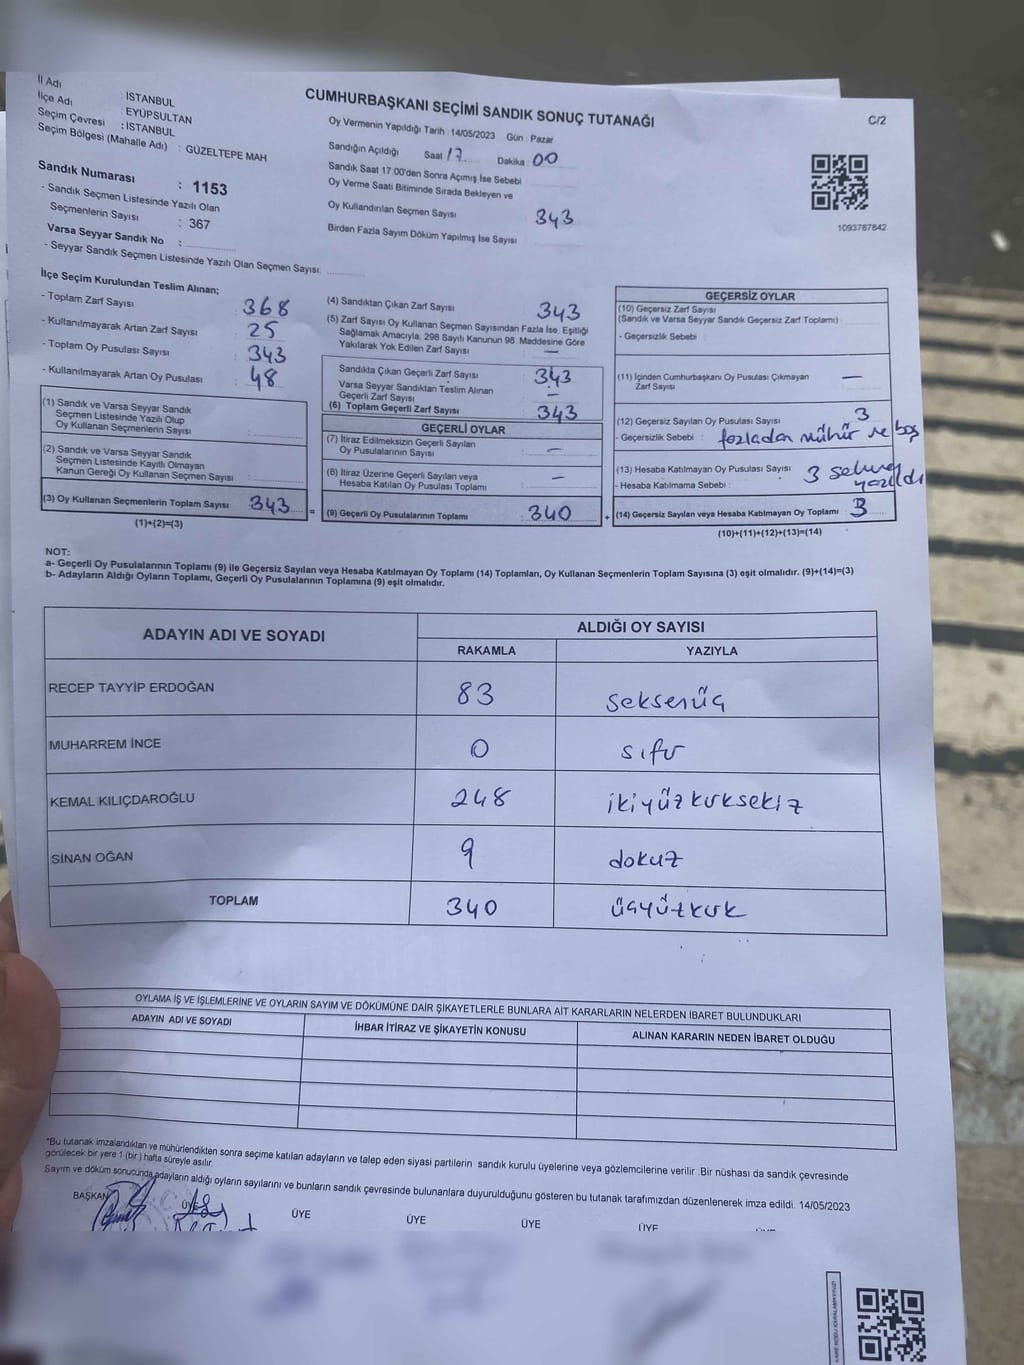 CUMHURBAŞKANI SEÇİMİ SANDIK SONUÇ TUTANAĞI
C/2
İl Adı : İSTANBUL
İlçe Adı : EYÜPSULTAN
Seçim Çevresi : İSTANBUL
Seçim Bölgesi (Mahalle Adı) : GÜZELTEPE MAH
Sandık Numarası : 1153
- Sandık Seçmen Listesinde Yazılı Olan
Seçmenlerin Sayısı : 367
Varsa Seyyar Sandık No :
- Seyyar Sandık Seçmen Listesinde Yazılı Olan Seçmen Sayısı:
Oy Vermenin Yapıldığı Tarih : 14/05/2023 Gün : Pazar
Sandığın Açıldığı Saat 17 Dakika : 00
Sandık Saat 17:00'den Sonra Açımış İse Sebebi
Oy Verme Saati Bitiminde Sırada Bekleyen ve
Oy Kullandırılan Seçmen Sayısı 343
Birden Fazla Sayım Döküm Yapılmış İse Sayısı
1093787842
İlçe Seçim Kurulundan Teslim Alınan;
- Toplam Zarf Sayısı : 368
- Kullanılmayarak Artan Zarf Sayısı : 25
- Toplam Oy Pusulası Sayısı : 343
- Kullanılmayarak Artan Oy Pusulası : 48
(1) Sandık ve Varsa Seyyar Sandık
Seçmen Listesinde Yazılı Olup
Oy Kullanan Seçmenlerin Sayısı :
(2) Sandık ve Varsa Seyyar Sandık
Seçmen Listesinde Kayıtlı Olmayan
Kanun Gereği Oy Kullanan Seçmen Sayısı :
(3) Oy Kullanan Seçmenlerin Toplam Sayısı : 343 =
(1)+(2)=(3)
(4) Sandıktan Çıkan Zarf Sayısı : 343
(5) Zarf Sayısı Oy Kullanan Seçmen Sayısından Fazla İse, Eşitliği
Sağlamak Amacıyla, 298 Sayılı Kanunun 98. Maddesine Göre
Yakılarak Yok Edilen Zarf Sayısı : —
Sandıkta Çıkan Geçerli Zarf Sayısı : 343
Varsa Seyyar Sandıktan Teslim Alınan
Geçerli Zarf Sayısı : —
(6) Toplam Geçerli Zarf Sayısı : 343
GEÇERLİ OYLAR
(7) İtiraz Edilmeksizin Geçerli Sayılan
Oy Pusulalarının Sayısı : —
(8) İtiraz Üzerine Geçerli Sayılan veya
Hesaba Katılan Oy Pusulası Toplamı : —
(9) Geçerli Oy Pusulalarının Toplamı : 340 +
GEÇERSİZ OYLAR
(10) Geçersiz Zarf Sayısı
(Sandık ve Varsa Seyyar Sandık Geçersiz Zarf Toplamı) :
- Geçersizlik Sebebi :
(11) İçinden Cumhurbaşkanı Oy Pusulası Çıkmayan
Zarf Sayısı : —
(12) Geçersiz Sayılan Oy Pusulası Sayısı : 3
- Geçersizlik Sebebi : fazladan mühür ve boş
(13) Hesaba Katılmayan Oy Pusulası Sayısı : 3
- Hesaba Katılmama Sebebi : yazıldı
(14) Geçersiz Sayılan veya Hesaba Katılmayan Oy Toplamı : 3
(10)+(11)+(12)+(13)=(14)
NOT:
a- Geçerli Oy Pusulalarının Toplamı (9) ile Geçersiz Sayılan veya Hesaba Katılmayan Oy Toplamı (14) Toplamları, Oy Kullanan Seçmenlerin Toplam Sayısına (3) eşit olmalıdır. (9)+(14)=(3)
b- Adayların Aldığı Oyların Toplamı, Geçerli Oy Pusulalarının Toplamına (9) eşit olmalıdır.
ADAYIN ADI VE SOYADI ALDIĞI OY SAYISI
RAKAMLA YAZIYLA
RECEP TAYYİP ERDOĞAN 83 seksenüç
MUHARREM İNCE 0 sıfır
KEMAL KILIÇDAROĞLU 248 ikiyüzkırksekiz
SİNAN OĞAN 9 dokuz
TOPLAM 340 üçyüzkırk
OYLAMA İŞ VE İŞLEMLERİNE VE OYLARIN SAYIM VE DÖKÜMÜNE DAİR ŞİKAYETLERLE BUNLARA AİT KARARLARIN NELERDEN İBARET BULUNDUKLARI
ADAYIN ADI VE SOYADI İHBAR İTİRAZ VE ŞİKAYETİN KONUSU ALINAN KARARIN NEDEN İBARET OLDUĞU
*Bu tutanak imzalandıktan ve mühürlendikten sonra seçime katılan adayların ve talep eden siyasi partilerin sandık kurulu üyelerine veya gözlemcilerine verilir .Bir nüshası da sandık çevresinde
görülecek bir yere 1 (bir ) hafta süreyle asılır.
Sayım ve döküm sonucunda adayların aldığı oyların sayılarını ve bunların sandık çevresinde bulunanlara duyurulduğunu gösteren bu tutanak tarafımızdan düzenlenerek imza edildi. 14/05/2023
BAŞKAN ÜYE ÜYE ÜYE ÜYE ÜYE